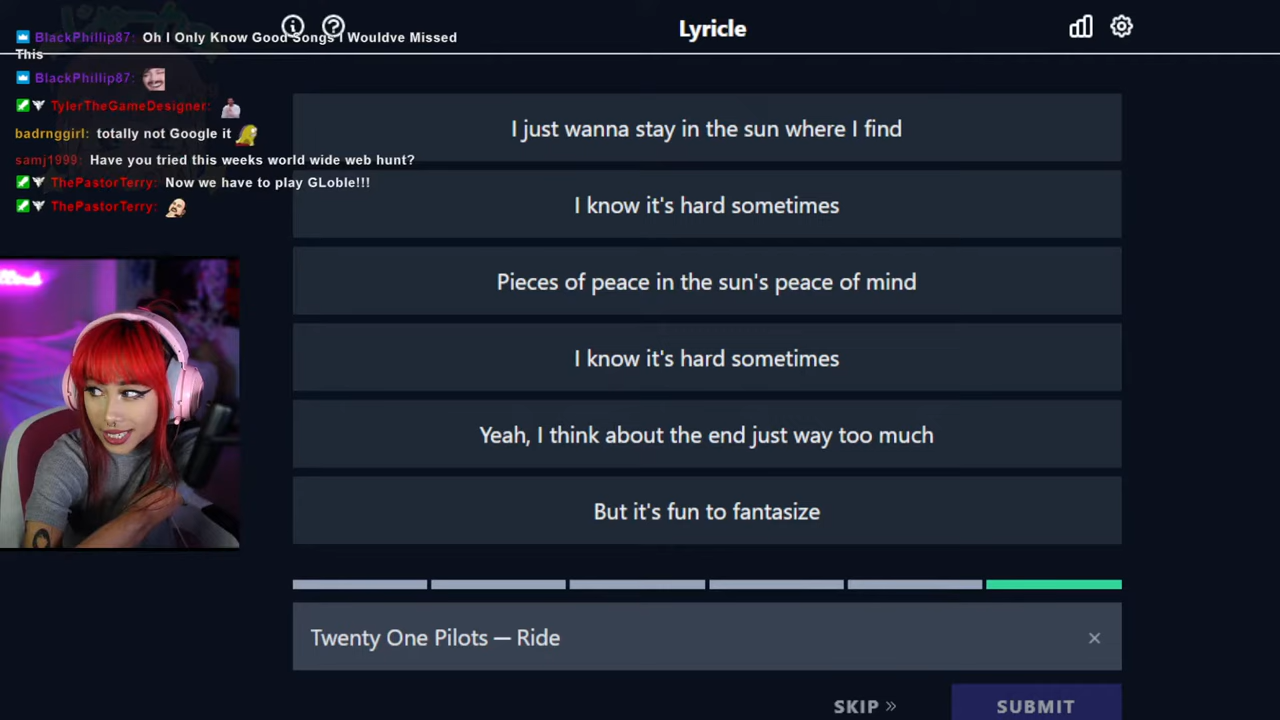 Lyricle
BlackPhillip87: Oh I Only Know Good Songs I Wouldve Missed
This
BlackPhillip87:
TylerTheGameDesigner:
badrnggirl: totally not Google it
samj1999: Have you tried this weeks world wide web hunt?
ThePastorTerry: Now we have to play GLoble!!!
ThePastorTerry:
I just wanna stay in the sun where I find
I know it's hard sometimes
Pieces of peace in the sun's peace of mind
I know it's hard sometimes
Yeah, I think about the end just way too much
But it's fun to fantasize
Twenty One Pilots — Ride
SKIP »
SUBMIT